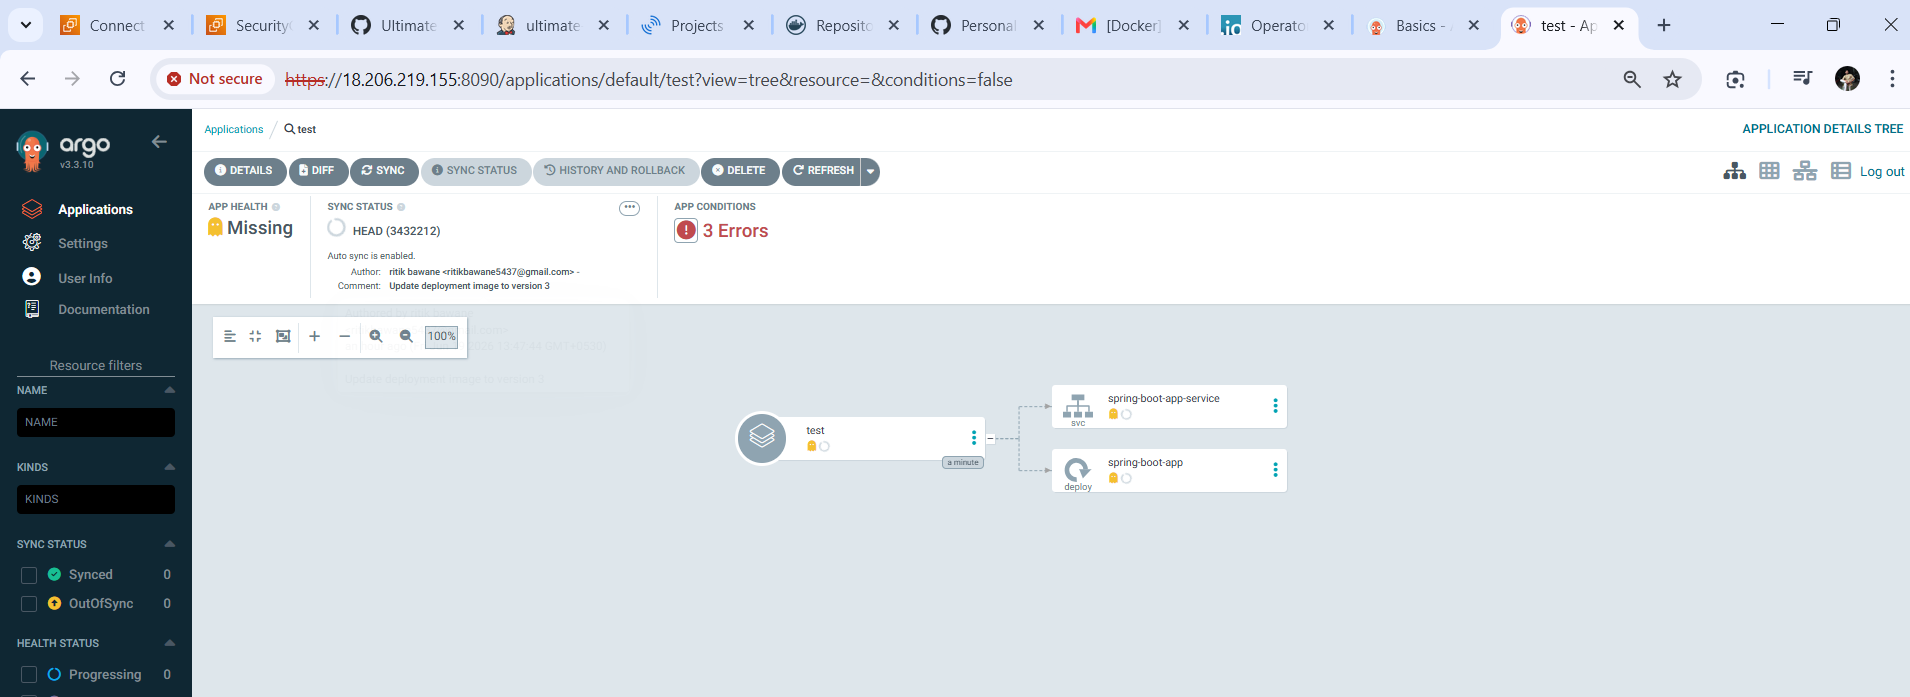 Connect
Security
Ultimate
ultimate
Projects
Reposito
Personal
[Docker]
Operato
Basics -
test - Ap
Not secure
https://18.206.219.155:8090/applications/default/test?view=tree&resource=&conditions=false
argo
v3.3.10
Applications
Settings
User Info
Documentation
Resource filters
NAME
NAME
KINDS
KINDS
SYNC STATUS
Synced 0
OutOfSync 0
HEALTH STATUS
Progressing 0
Applications / test
APPLICATION DETAILS TREE
DETAILS
DIFF
SYNC
SYNC STATUS
HISTORY AND ROLLBACK
DELETE
REFRESH
Log out
APP HEALTH
Missing
SYNC STATUS
HEAD (3432212)
Auto sync is enabled.
Author: ritik bawane <ritikbawane5437@gmail.com> -
Comment: Update deployment image to version 3
APP CONDITIONS
3 Errors
100%
test
a minute
svc
spring-boot-app-service
deploy
spring-boot-app